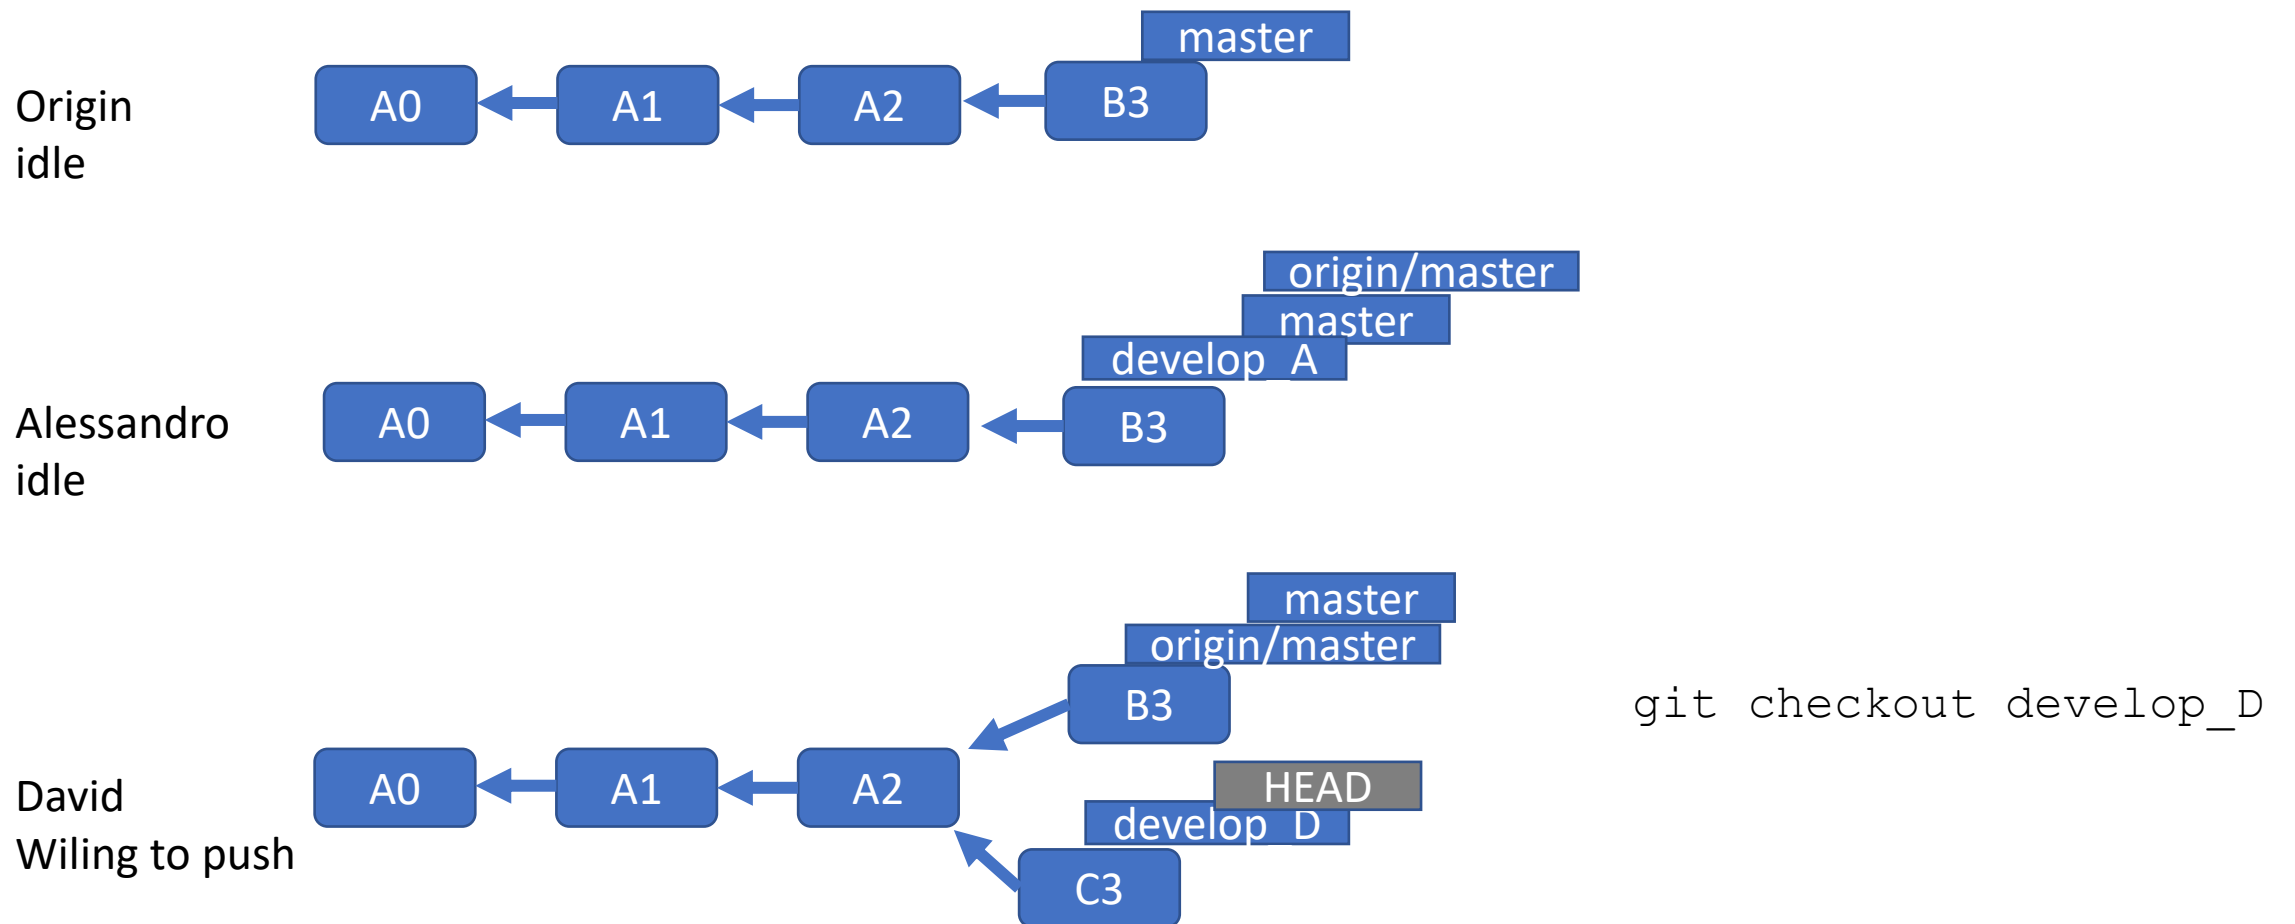 master
Origin
idle
A0
A1
A2
B3
origin/master
master
develop_A
Alessandro
idle
A0
A1
A2
B3
master
origin/master
B3
git checkout develop_D
David
Wiling to push
A0
A1
A2
HEAD
develop_D
C3